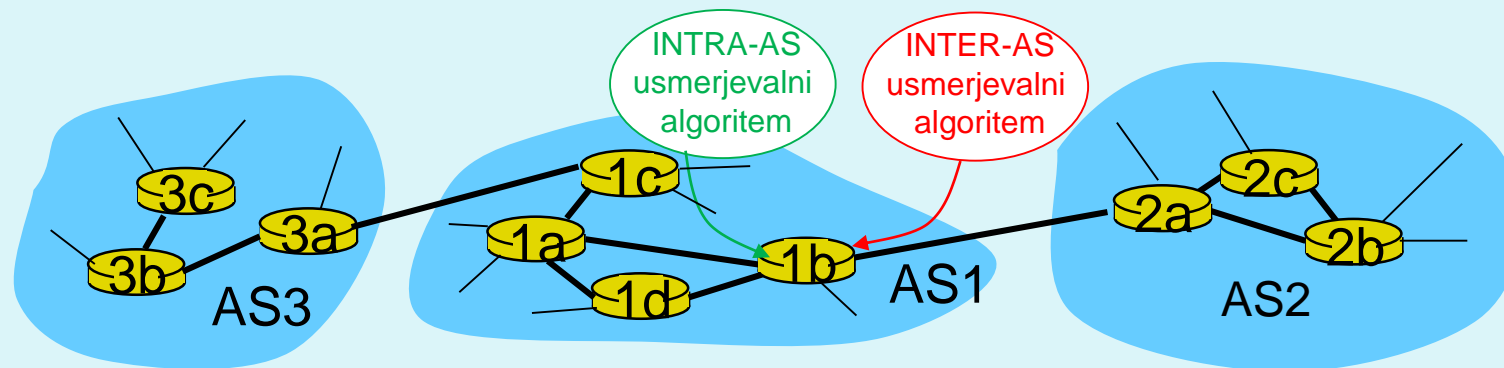 INTRA-AS
usmerjevalni
algoritem
INTER-AS
usmerjevalni
algoritem
3c
3a
3b
AS3
1c
1a
1b
1d
AS1
2c
2a
2b
AS2